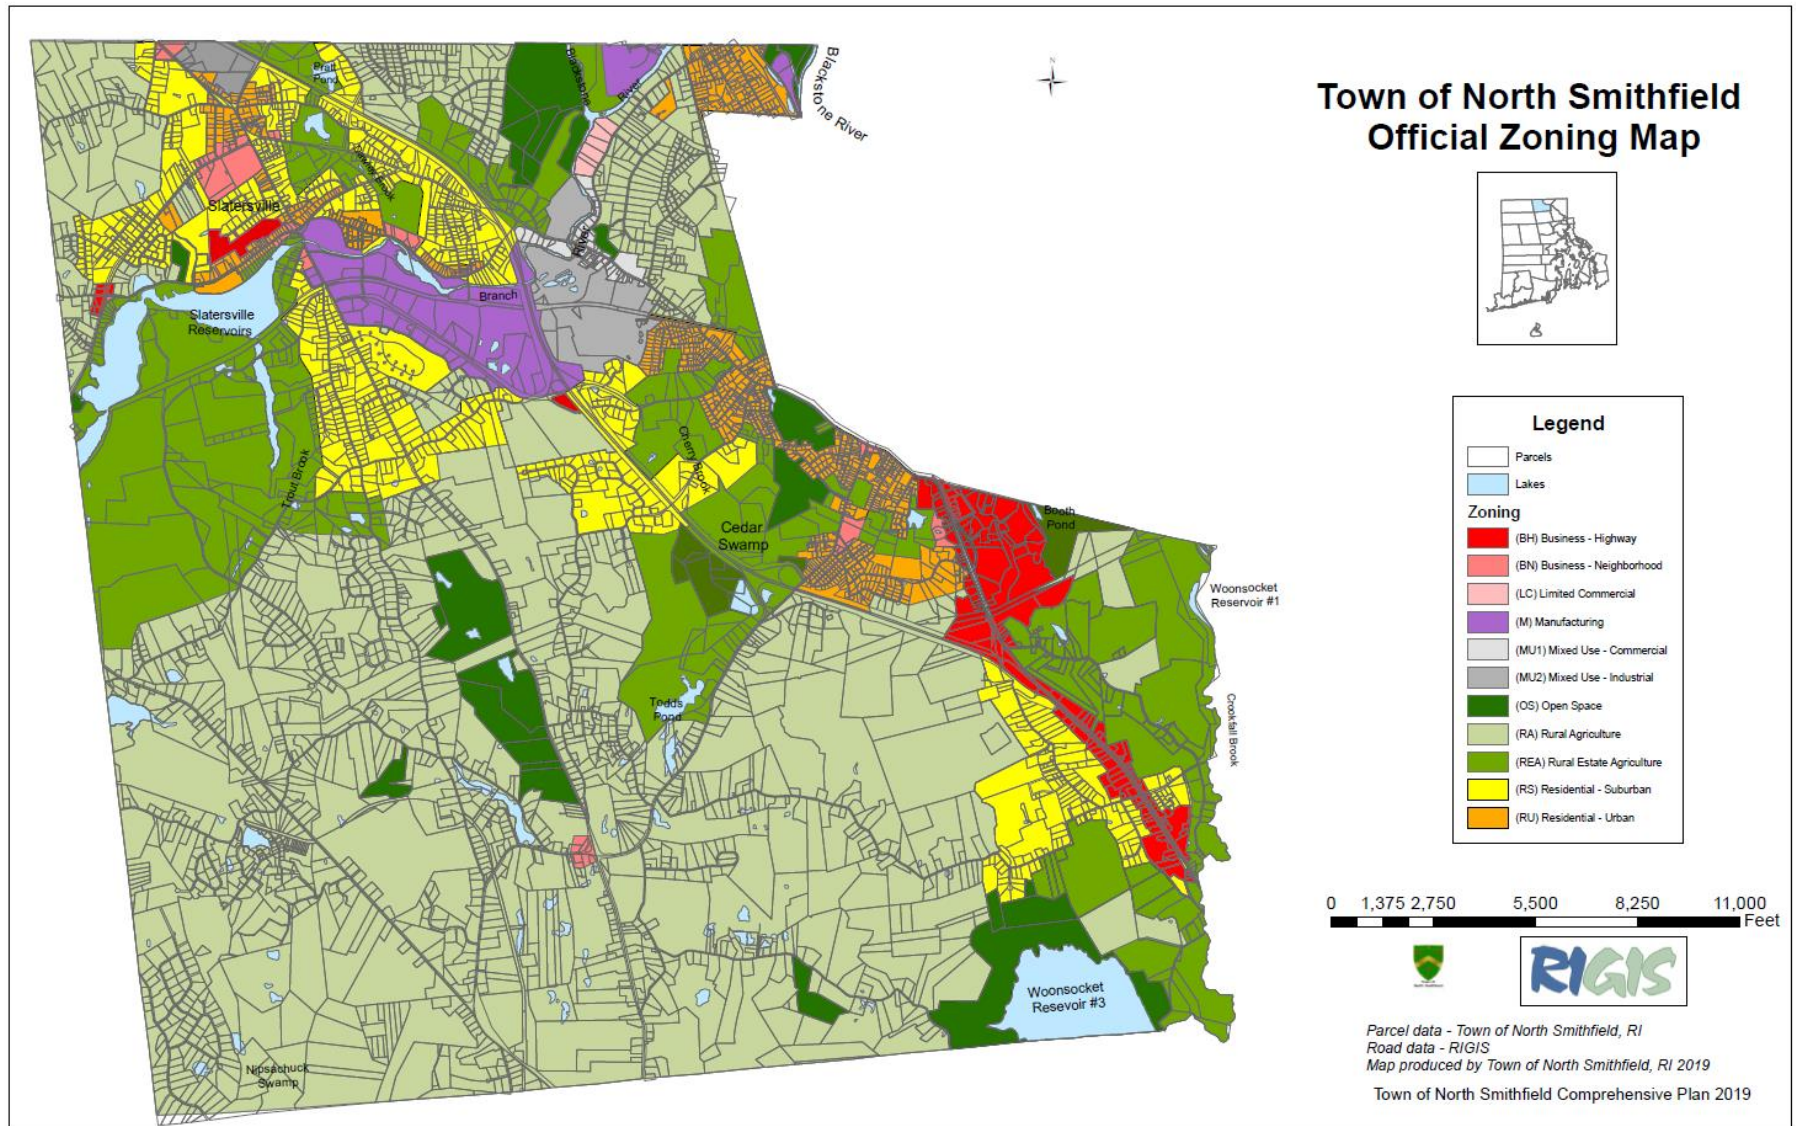 Town of North Smithfield
Official Zoning Map
N
Pratt
Pond
Blackstone
River
Blackstone River
Slatersville
River
Branch
Slatersville
Reservoirs
Trout Brook
Cherry Brook
Cedar
Swamp
Booth
Pond
Woonsocket
Reservoir #1
Todds
Pond
Crookfall Brook
Woonsocket
Resevoir #3
Nipsachuck
Swamp
Legend
Parcels
Lakes
Zoning
(BH) Business - Highway
(BN) Business - Neighborhood
(LC) Limited Commercial
(M) Manufacturing
(MU1) Mixed Use - Commercial
(MU2) Mixed Use - Industrial
(OS) Open Space
(RA) Rural Agriculture
(REA) Rural Estate Agriculture
(RS) Residential - Suburban
(RU) Residential - Urban
0 1,375 2,750 5,500 8,250 11,000
Feet
RIGIS
Parcel data - Town of North Smithfield, RI
Road data - RIGIS
Map produced by Town of North Smithfield, RI 2019
Town of North Smithfield Comprehensive Plan 2019